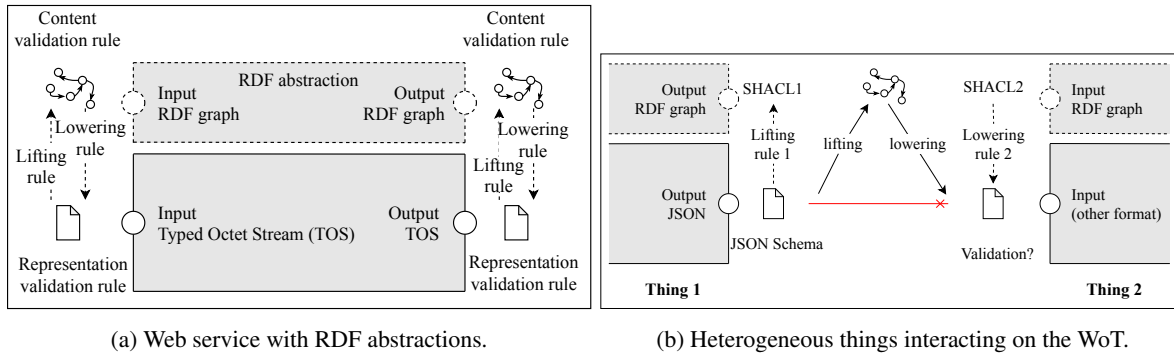 Content
validation rule
Content
validation rule
RDF abstraction
Input
RDF graph
Output
RDF graph
Lifting
rule
Lowering
rule
Lifting
rule
Lowering
rule
Input
Typed Octet Stream (TOS)
Output
TOS
Representation
validation rule
Representation
validation rule
(a) Web service with RDF abstractions.
Output
RDF graph
SHACL1
SHACL2
Input
RDF graph
Lifting
rule 1
lifting
lowering
Lowering
rule 2
Output
JSON
Input
(other format)
JSON Schema
Validation?
Thing 1
Thing 2
(b) Heterogeneous things interacting on the WoT.